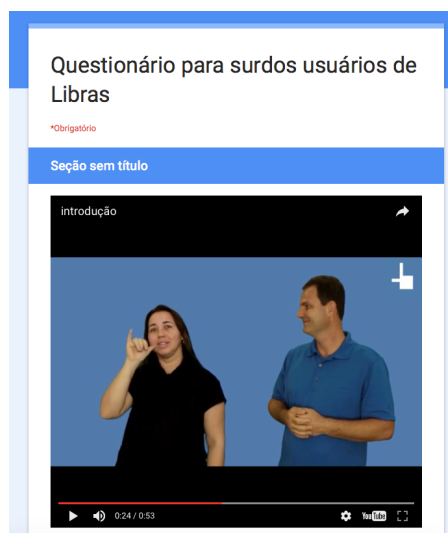 Questionário para surdos usuários de
Libras
*Obrigatório
Seção sem título
introdução
0:24 / 0:53
YouTube